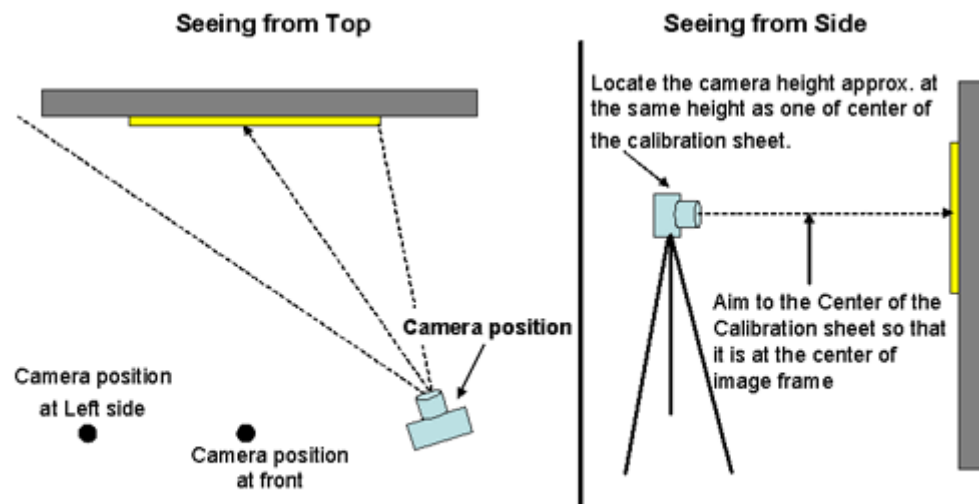 Seeing from Top
Camera position
Camera position
at Left side
Camera position
at front
Seeing from Side
Locate the camera height approx. at
the same height as one of center of
the calibration sheet.
Aim to the Center of the
Calibration sheet so that
it is at the center of
image frame